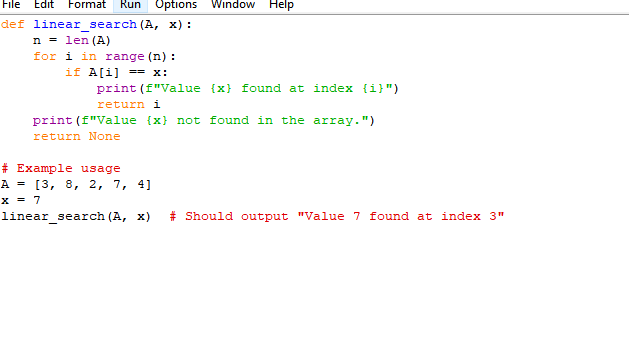 File Edit Format Run Options Window Help
def linear_search(A, x):
    n = len(A)
    for i in range(n):
        if A[i] == x:
            print(f"Value {x} found at index {i}")
            return i
    print(f"Value {x} not found in the array.")
    return None

# Example usage
A = [3, 8, 2, 7, 4]
x = 7
linear_search(A, x)  # Should output "Value 7 found at index 3"